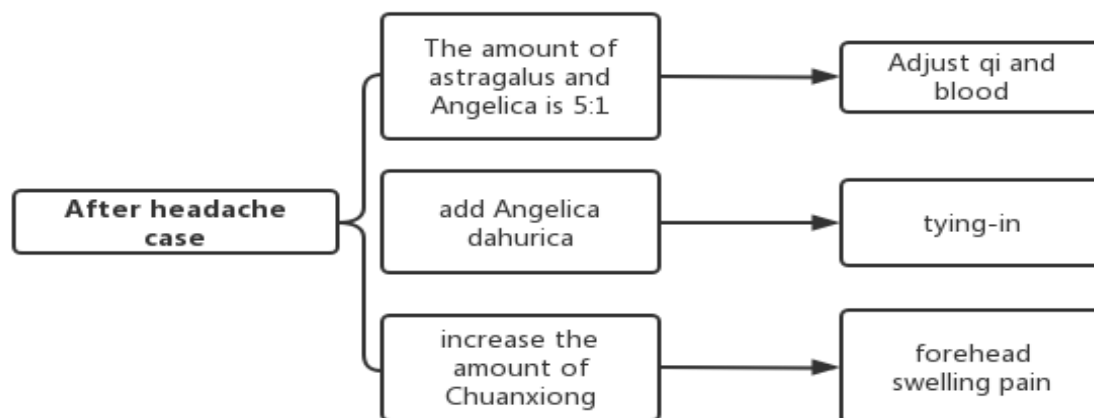 The amount of
astragalus and
Angelica is 5:1
Adjust qi and
blood
After headache
case
add Angelica
dahurica
tying-in
increase the
amount of
Chuanxiong
forehead
swelling pain